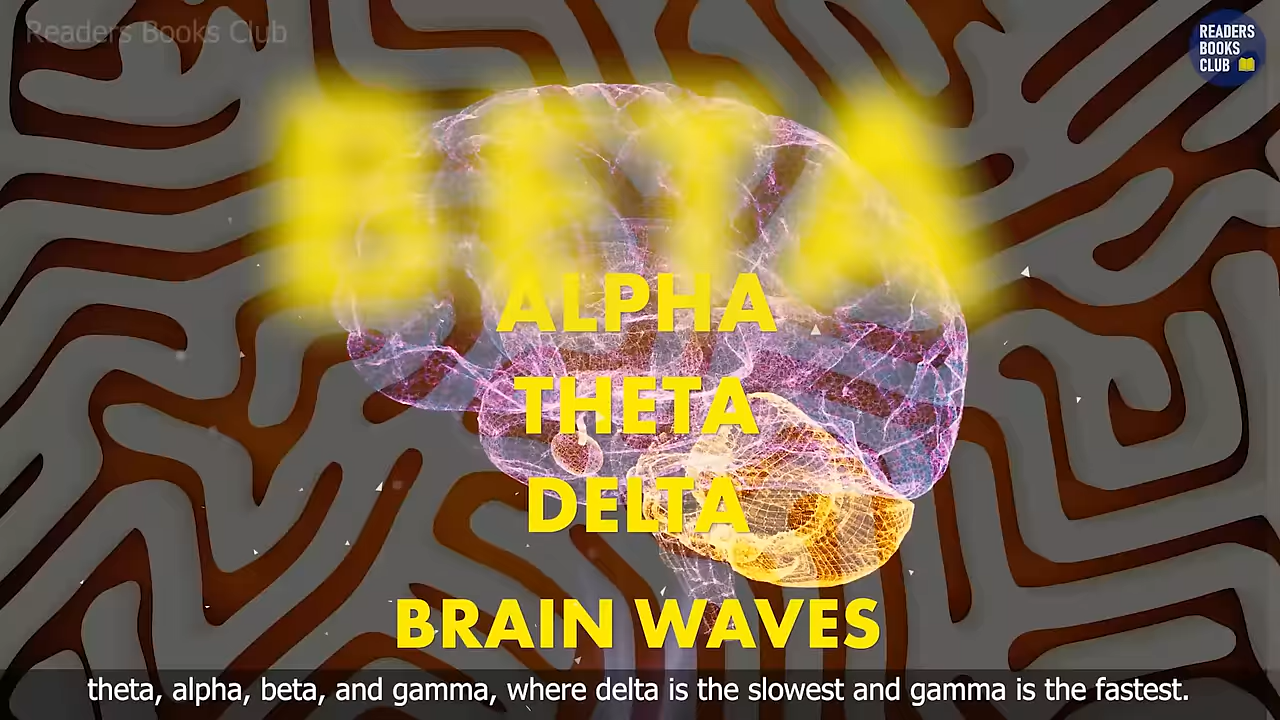 Readers Books Club
READERS
BOOKS
CLUB
BETA
ALPHA
THETA
DELTA
BRAIN WAVES
theta, alpha, beta, and gamma, where delta is the slowest and gamma is the fastest.